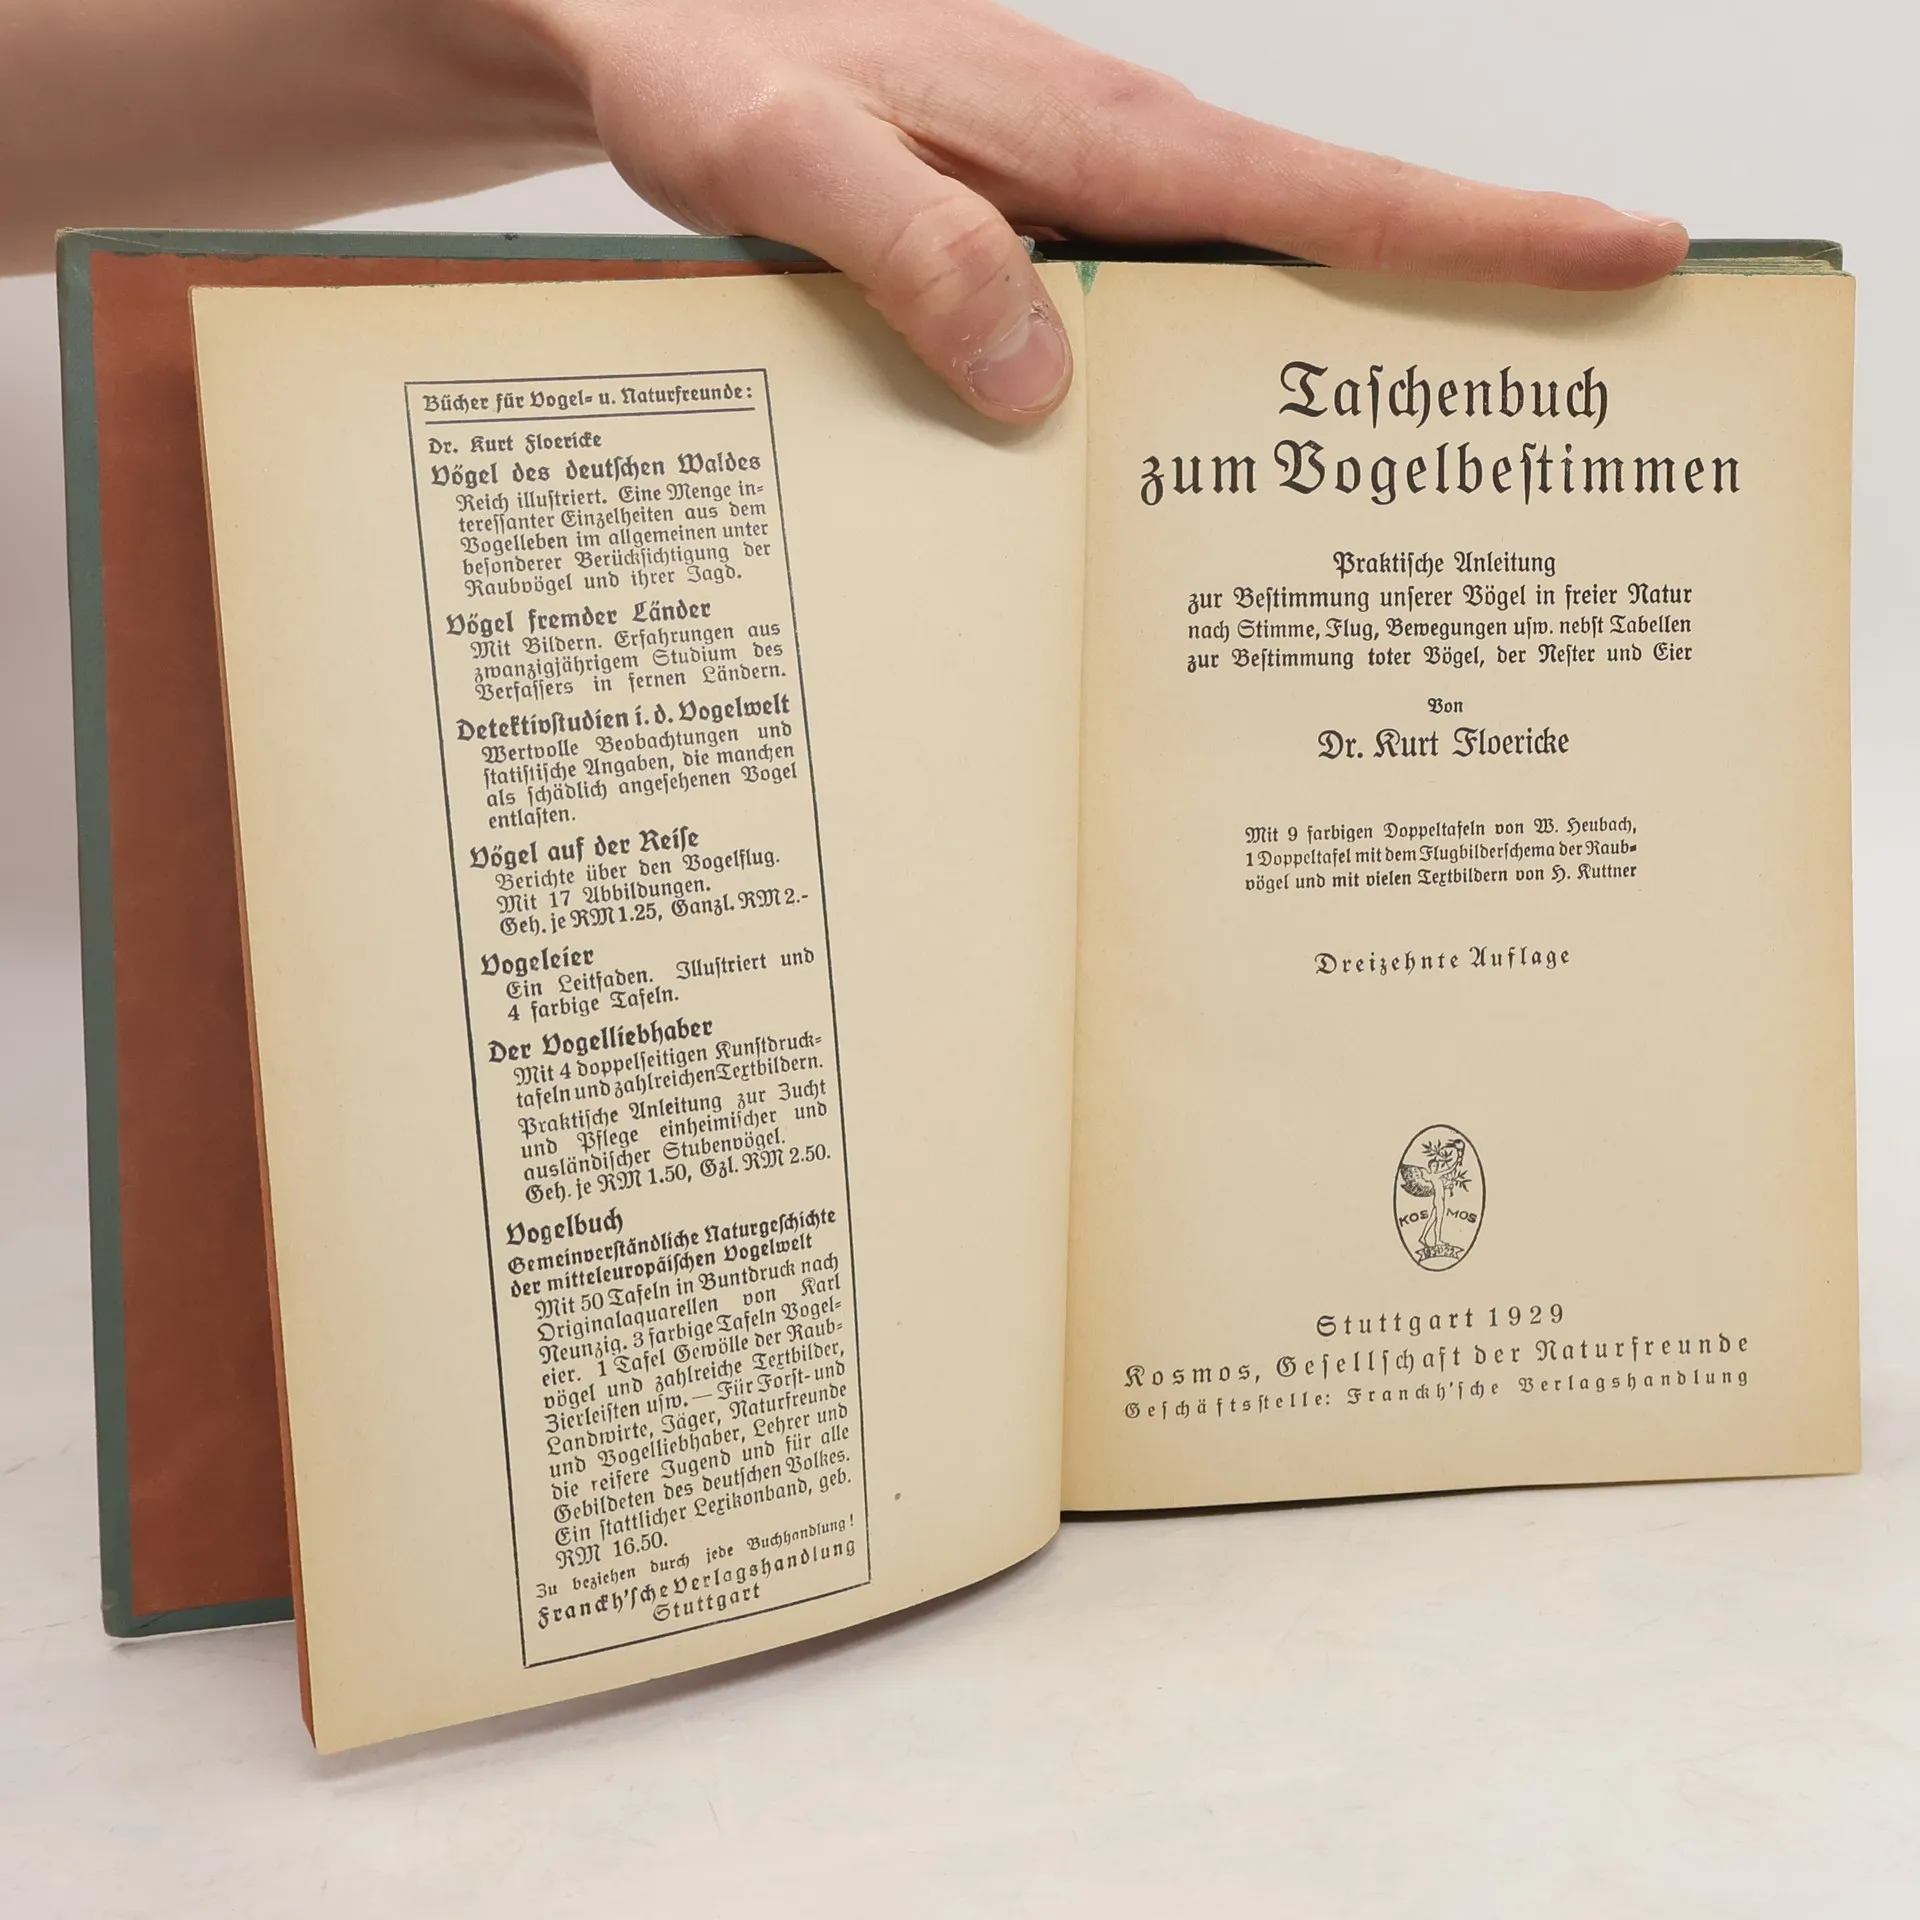 Bücher für Vogel- u. Naturfreunde:
Dr. Kurt Floericke
Vögel des deutſchen Waldes
Reich illuſtriert. Eine Menge in-
tereſſanter Einzelheiten aus dem
Vogelleben im allgemeinen unter
beſonderer Berückſichtigung der
Raubvögel und ihrer Jagd.
Vögel fremder Länder
Mit Bildern. Erfahrungen aus
zwanzigjährigem Studium des
Verfaſſers in fernen Ländern.
Detektivſtudien i. d. Vogelwelt
Wertvolle Beobachtungen und
ſtatiſtiſche Angaben, die manchen
als ſchädlich angeſehenen Vogel
entlaſten.
Vögel auf der Reiſe
Berichte über den Vogelflug.
Mit 17 Abbildungen.
Geh. je RM 1.25, Ganzl. RM 2.-
Vogeleier
Ein Leitfaden. Illuſtriert und
4 farbige Tafeln.
Der Vogelliebhaber
Mit 4 doppelſeitigen Kunſtdruck-
tafeln und zahlreichen Textbildern.
Praktiſche Anleitung zur Zucht
und Pflege einheimiſcher und
ausländiſcher Stubenvögel.
Geh. je RM 1.50, Gzl. RM 2.50.
Vogelbuch
Gemeinverſtändliche Naturgeſchichte
der mitteleuropäiſchen Vogelwelt
Mit 50 Tafeln in Buntdruck nach
Originalaquarellen von Karl
Neunzig. 3 farbige Tafeln Vogel-
eier. 1 Tafel Gewölle der Raub-
vögel und zahlreiche Textbilder,
Zierleiſten uſw. — Für Forſt- und
Landwirte, Jäger, Naturfreunde
und Vogelliebhaber, Lehrer und
die reifere Jugend und für alle
Gebildeten des deutſchen Volkes.
Ein ſtattlicher Lexikonband, geb.
RM 16.50.
Zu beziehen durch jede Buchhandlung!
Franckh'ſche Verlagshandlung
Stuttgart
Taſchenbuch
zum Vogelbeſtimmen
Praktiſche Anleitung
zur Beſtimmung unſerer Vögel in freier Natur
nach Stimme, Flug, Bewegungen uſw. nebſt Tabellen
zur Beſtimmung toter Vögel, der Neſter und Eier
Von
Dr. Kurt Floericke
Mit 9 farbigen Doppeltafeln von W. Heubach,
1 Doppeltafel mit dem Flugbilderſchema der Raub-
vögel und mit vielen Textbildern von H. Kuttner
Dreizehnte Auflage
KOSMOS
Stuttgart 1929
Kosmos, Geſellſchaft der Naturfreunde
Geſchäftsſtelle: Franckh'ſche Verlagshandlung